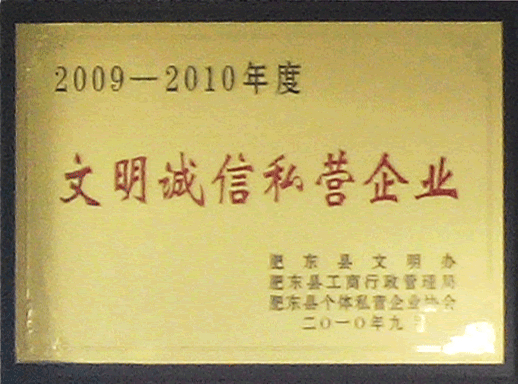 2009—2010年度
文明诚信私营企业
肥东县文明办
肥东县工商行政管理局
肥东县个体私营企业协会
二〇一〇年九